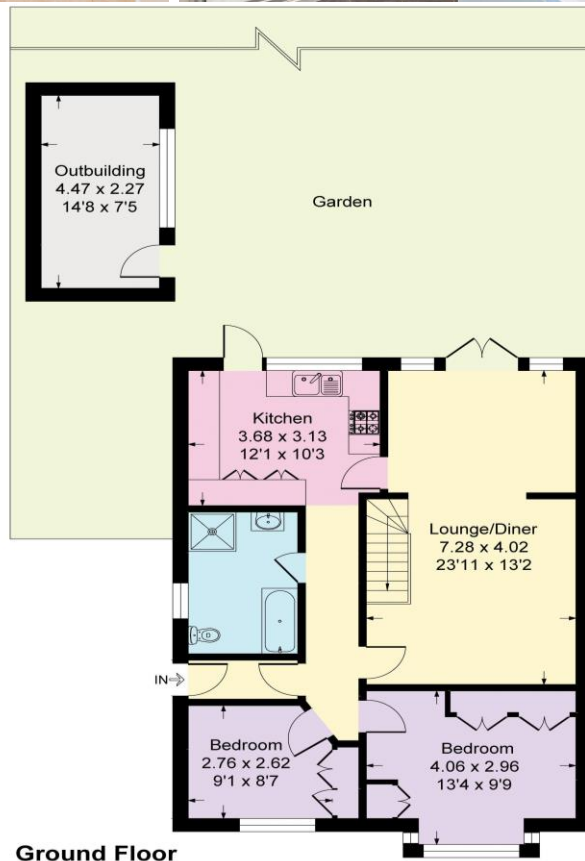 Outbuilding
4.47 x 2.27
14'8 x 7'5
Garden
Kitchen
3.68 x 3.13
12'1 x 10'3
Lounge/Diner
7.28 x 4.02
23'11 x 13'2
IN
Bedroom
2.76 x 2.62
9'1 x 8'7
Bedroom
4.06 x 2.96
13'4 x 9'9
Ground Floor